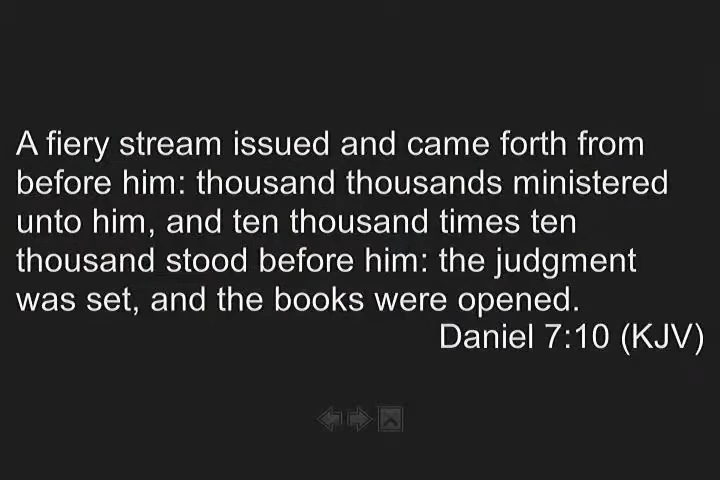 A fiery stream issued and came forth from
before him: thousand thousands ministered
unto him, and ten thousand times ten
thousand stood before him: the judgment
was set, and the books were opened.
Daniel 7:10 (KJV)